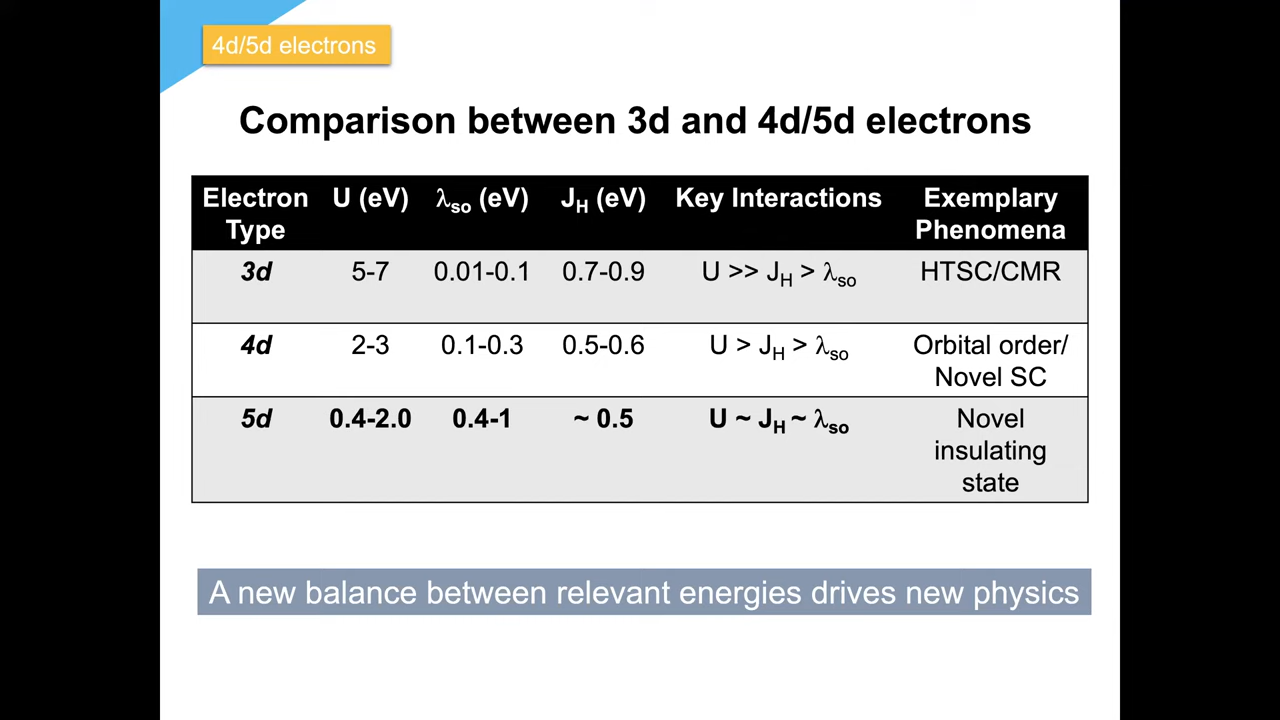 4d/5d electrons
Comparison between 3d and 4d/5d electrons
Electron Type U (eV) λso (eV) JH (eV) Key Interactions Exemplary Phenomena
3d 5-7 0.01-0.1 0.7-0.9 U >> JH > λso HTSC/CMR
4d 2-3 0.1-0.3 0.5-0.6 U > JH > λso Orbital order/ Novel SC
5d 0.4-2.0 0.4-1 ~ 0.5 U ~ JH ~ λso Novel insulating state
A new balance between relevant energies drives new physics